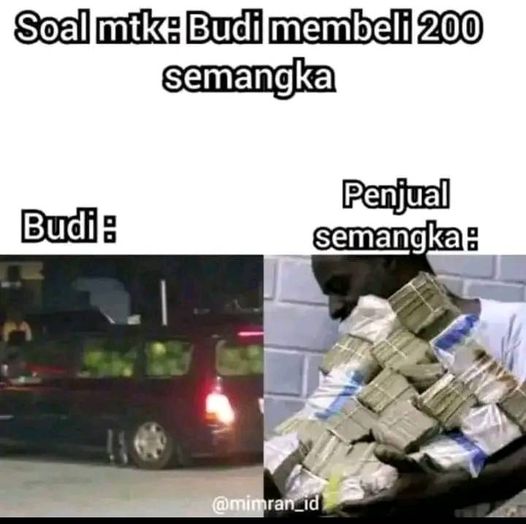 Soal mtk : Budi membeli 200
semangka
Budi :
Penjual
semangka :
@mimran_id